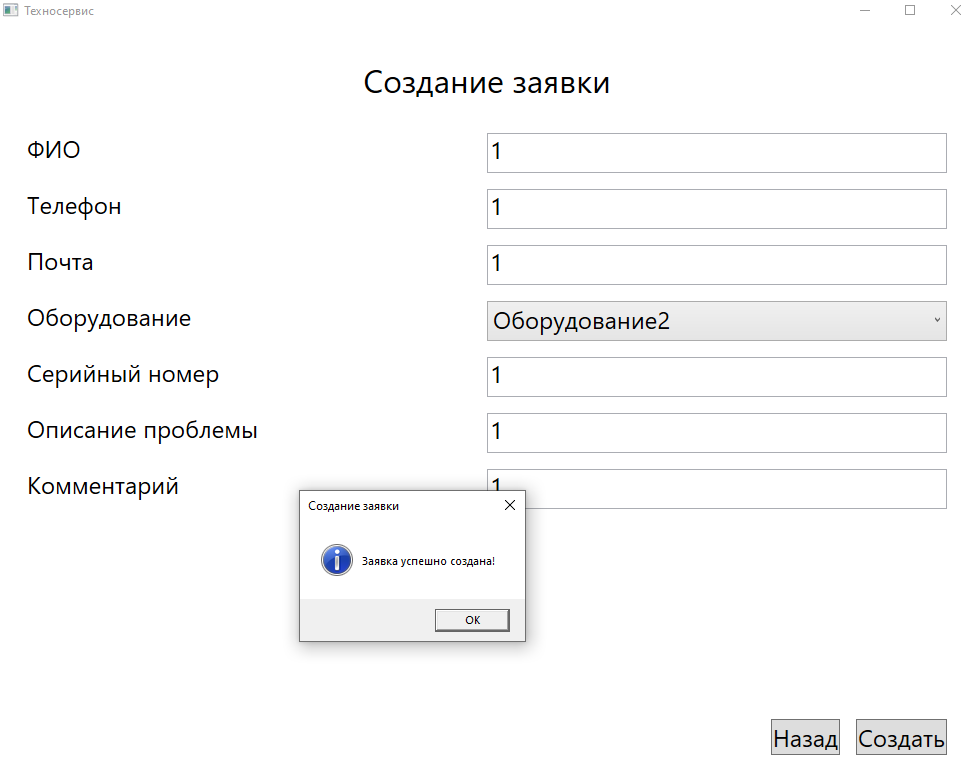 Техносервис
Создание заявки
ФИО 1
Телефон 1
Почта 1
Оборудование Оборудование2
Серийный номер 1
Описание проблемы 1
Комментарий 1
Создание заявки
Заявка успешно создана!
ОК
Назад Создать